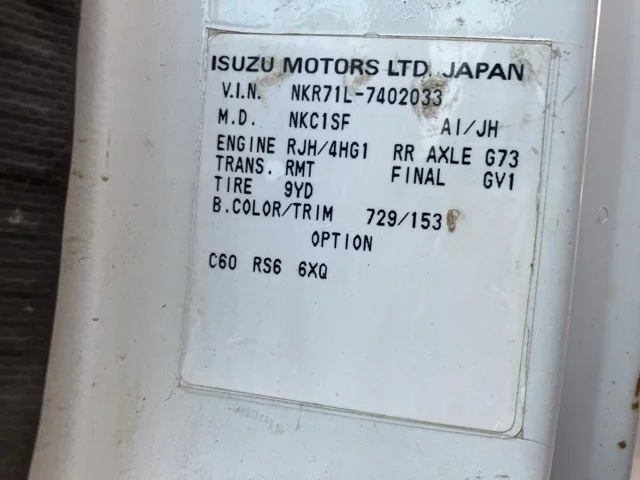 ISUZU MOTORS LTD. JAPAN
V.I.N. NKR71L-7402033
M.D. NKC1SF AI/JH
ENGINE RJH/4HG1 RR AXLE G73
TRANS. RMT FINAL GV1
TIRE 9YD
B.COLOR/TRIM 729/153
OPTION
C60 RS6 6XQ